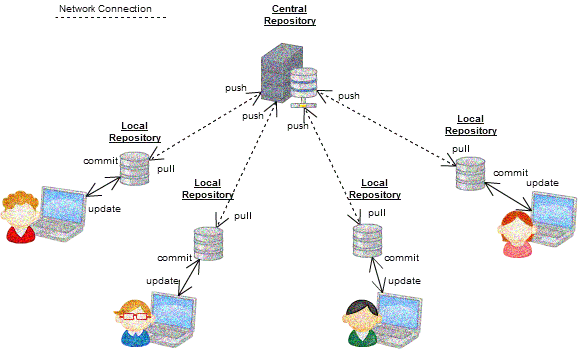 Network Connection
Central
Repository
push
push
push
push
Local
Repository
Local
Repository
pull
pull
commit
update
commit
update
Local
Repository
Local
Repository
pull
pull
commit
update
commit
update